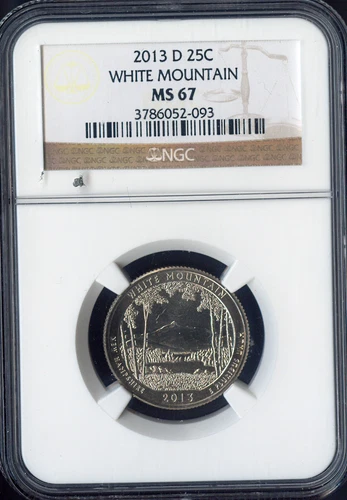 2013 D 25C
WHITE MOUNTAIN
MS 67
3786052-093
NGC
WHITE MOUNTAIN
NEW HAMPSHIRE
2013